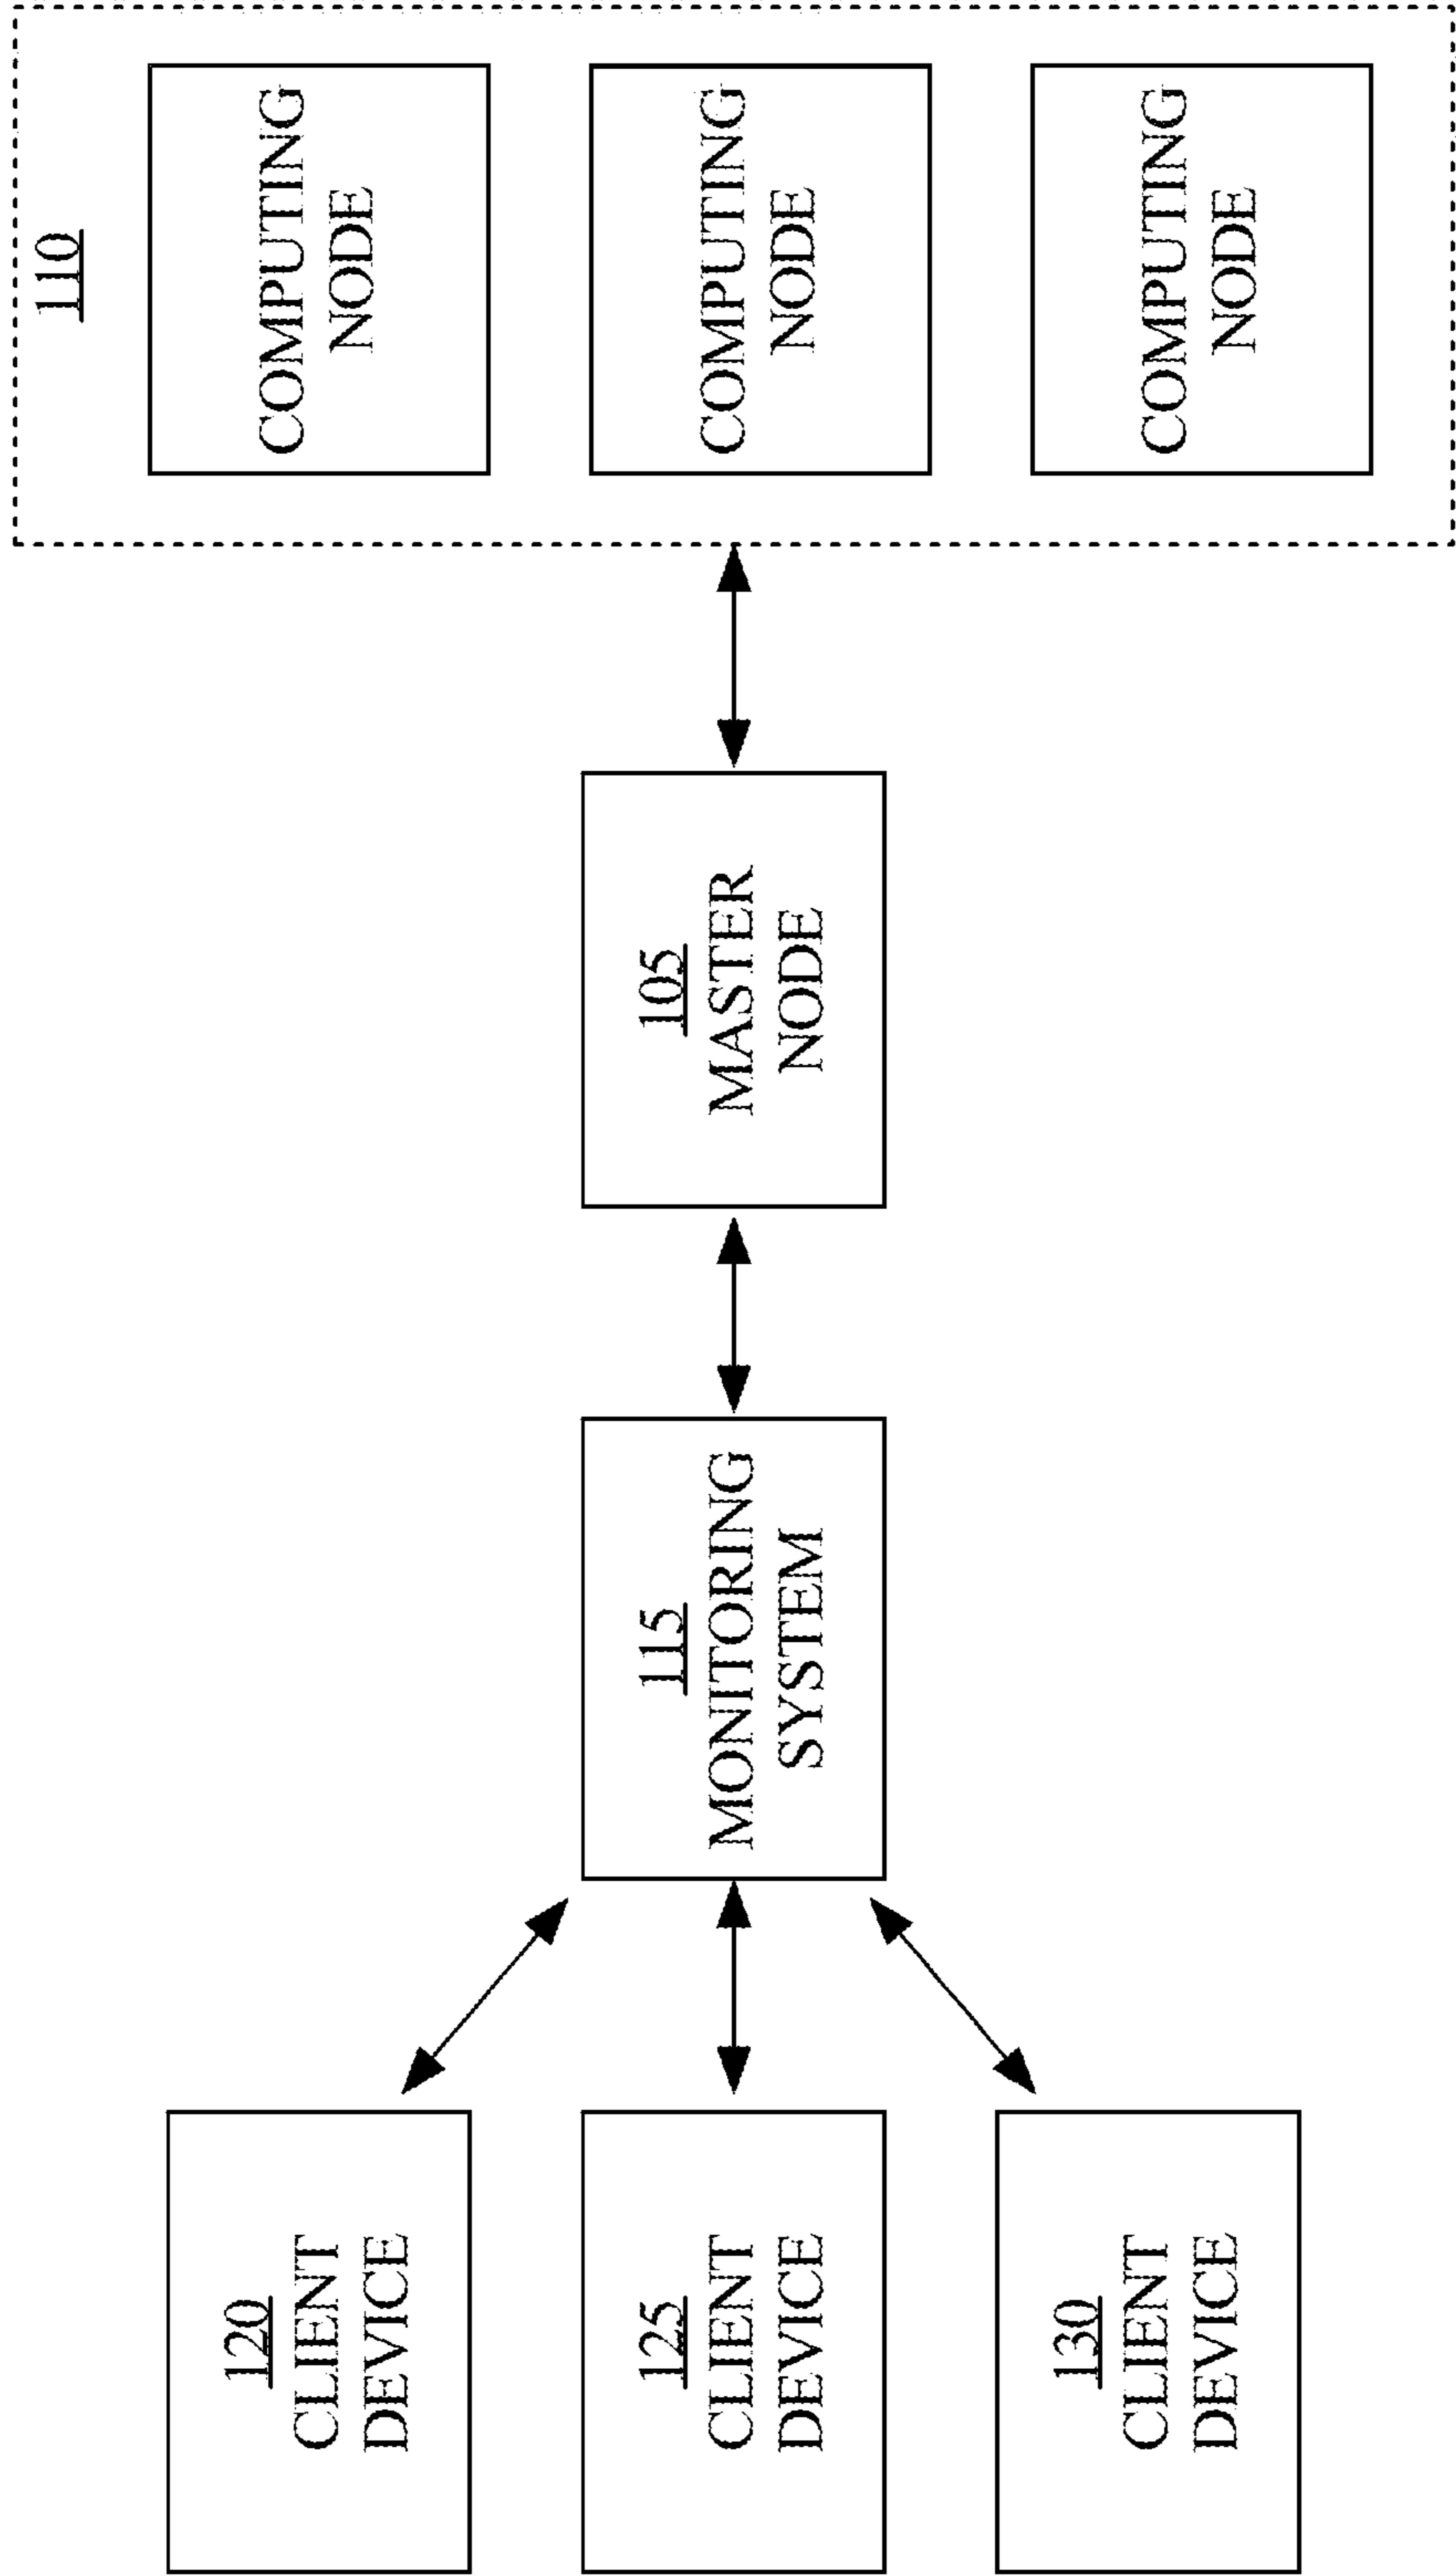 120
CLIENT
DEVICE
125
CLIENT
DEVICE
130
CLIENT
DEVICE
115
MONITORING
SYSTEM
105
MASTER
NODE
110
COMPUTING
NODE
COMPUTING
NODE
COMPUTING
NODE